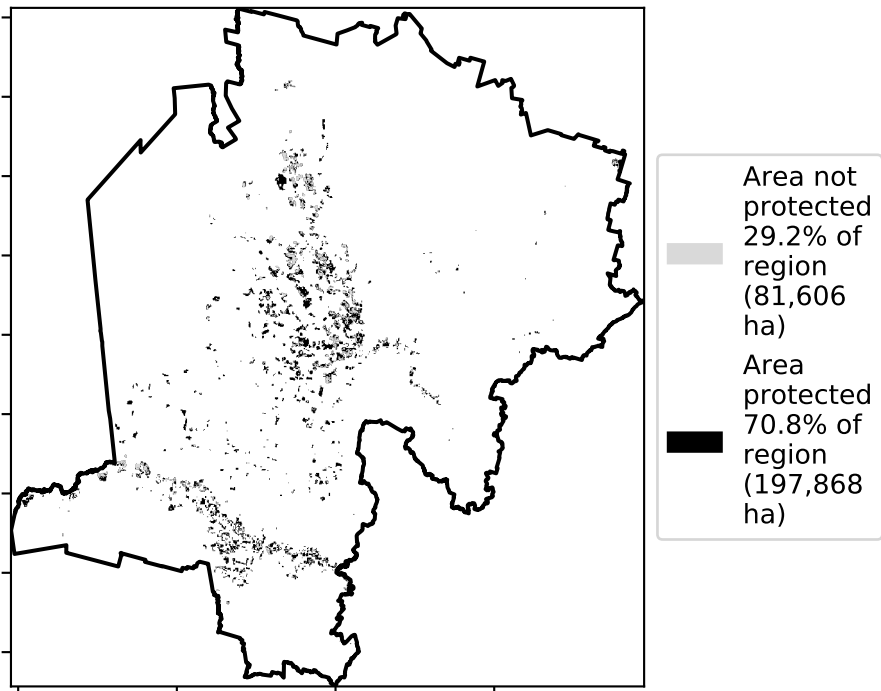 Area not
protected
29.2% of
region
(81,606
ha)
Area
protected
70.8% of
region
(197,868
ha)